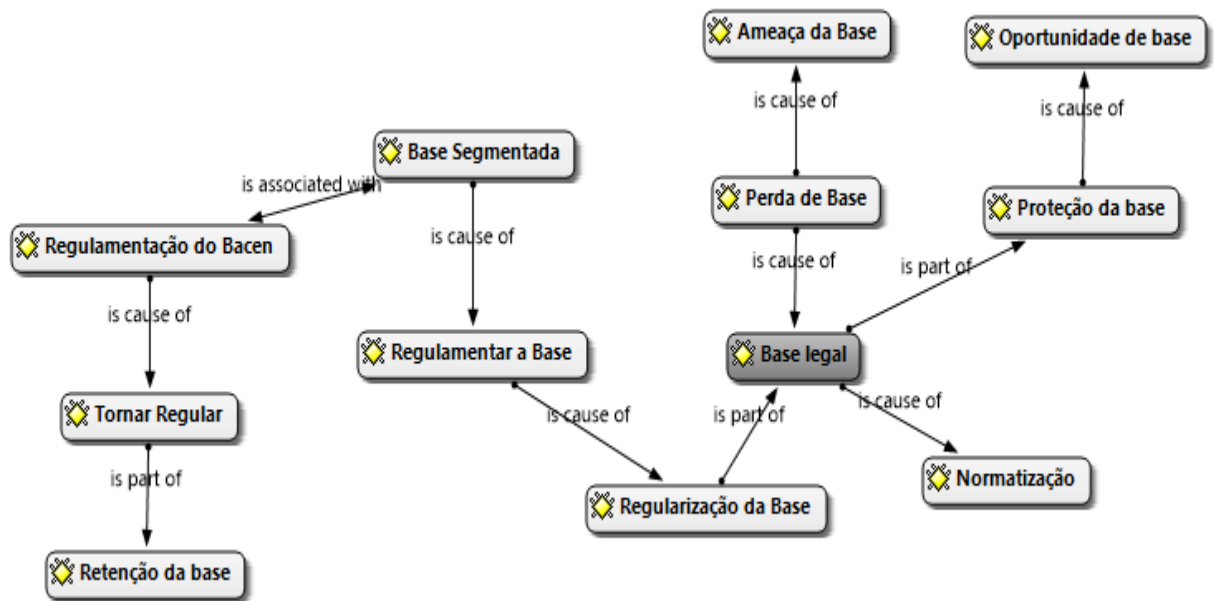 Ameaça da Base
Oportunidade de base
is cause of
is cause of
Base Segmentada
is associated with
Perda de Base
Proteção da base
Regulamentação do Bacen
is cause of
is cause of
is part of
is cause of
Regulamentar a Base
Base legal
Tornar Regular
is cause of
is part of
is cause of
is part of
Normatização
Regularização da Base
Retenção da base